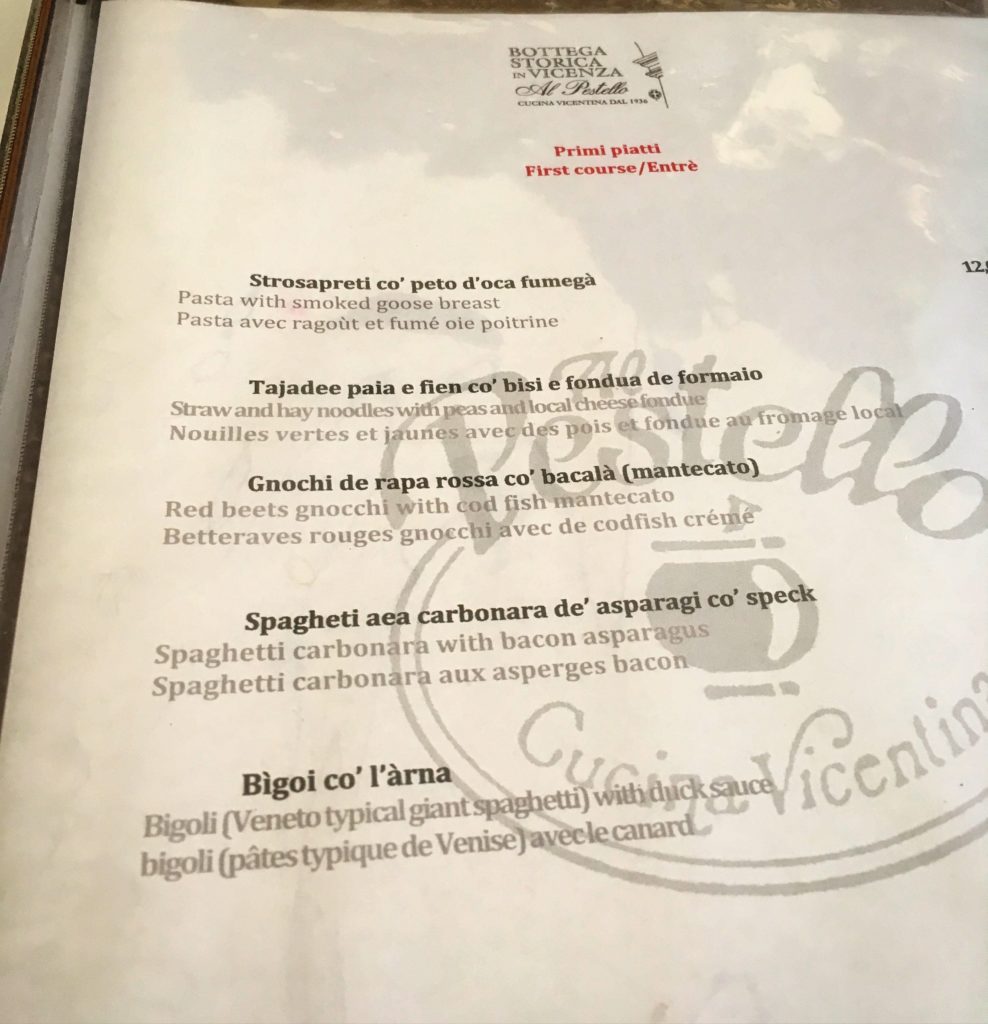 BOTTEGA
STORICA
IN VICENZA
Al Pestello
CUCINA VICENTINA DAL 1936
Primi piatti
First course/Entrè
12,
Strosapreti co' peto d'oca fumegà
Pasta with smoked goose breast
Pasta avec ragoùt et fumé oie poitrine
Tajadee paia e fien co' bisi e fondua de formaio
Straw and hay noodles with peas and local cheese fondue
Nouilles vertes et jaunes avec des pois et fondue au fromage local
Gnochi de rapa rossa co' bacalà (mantecato)
Red beets gnocchi with cod fish mantecato
Betteraves rouges gnocchi avec de codfish crémé
Spagheti aea carbonara de' asparagi co' speck
Spaghetti carbonara with bacon asparagus
Spaghetti carbonara aux asperges bacon
Bìgoi co' l'àrna
Bigoli (Veneto typical giant spaghetti) with duck sauce
bigoli (pâtes typique de Venise) avec le canard
Al Pestello
Cucina Vicentina